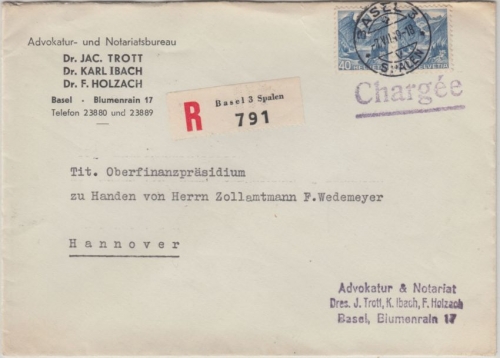 Advokatur- und Notariatsbureau
Dr. JAC. TROTT
Dr. KARL IBACH
Dr. F. HOLZACH
Basel - Blumenrain 17
Telefon 23880 und 23889
R
Basel 3 Spalen
791
BASEL 3
SPALEN
40
HELVETIA
Chargée
Tit. Oberfinanzpräsidium
zu Handen von Herrn Zollamtmann F.Wedemeyer
Hannover
Advokatur & Notariat
Dres. J. Trott, K. Ibach, F. Holzach
Basel, Blumenrain 17